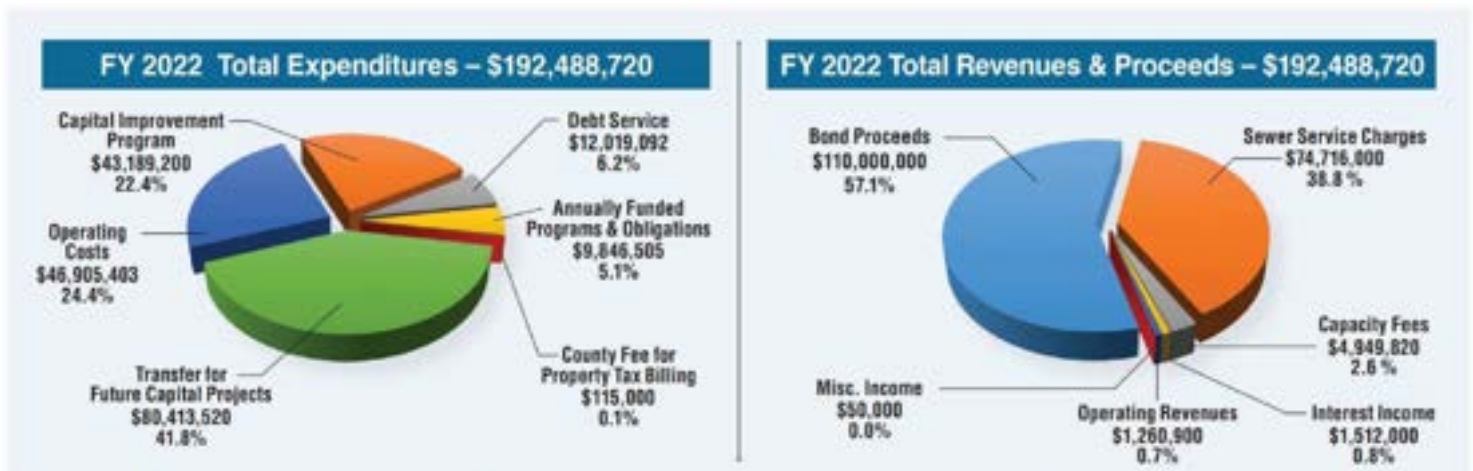 FY 2022 Total Expenditures – $192,488,720
Capital Improvement
Program
$43,189,200
22.4%
Debt Service
$12,019,092
6.2%
Operating
Costs
$46,905,403
24.4%
Annually Funded
Programs & Obligations
$9,846,505
5.1%
Transfer for
Future Capital Projects
$80,413,520
41.8%
County Fee for
Property Tax Billing
$115,000
0.1%
FY 2022 Total Revenues & Proceeds – $192,488,720
Bond Proceeds
$110,000,000
57.1%
Sewer Service Charges
$74,716,000
38.8 %
Capacity Fees
$4,949,820
2.6 %
Misc. Income
$50,000
0.0%
Operating Revenues
$1,260,900
0.7%
Interest Income
$1,512,000
0.8%